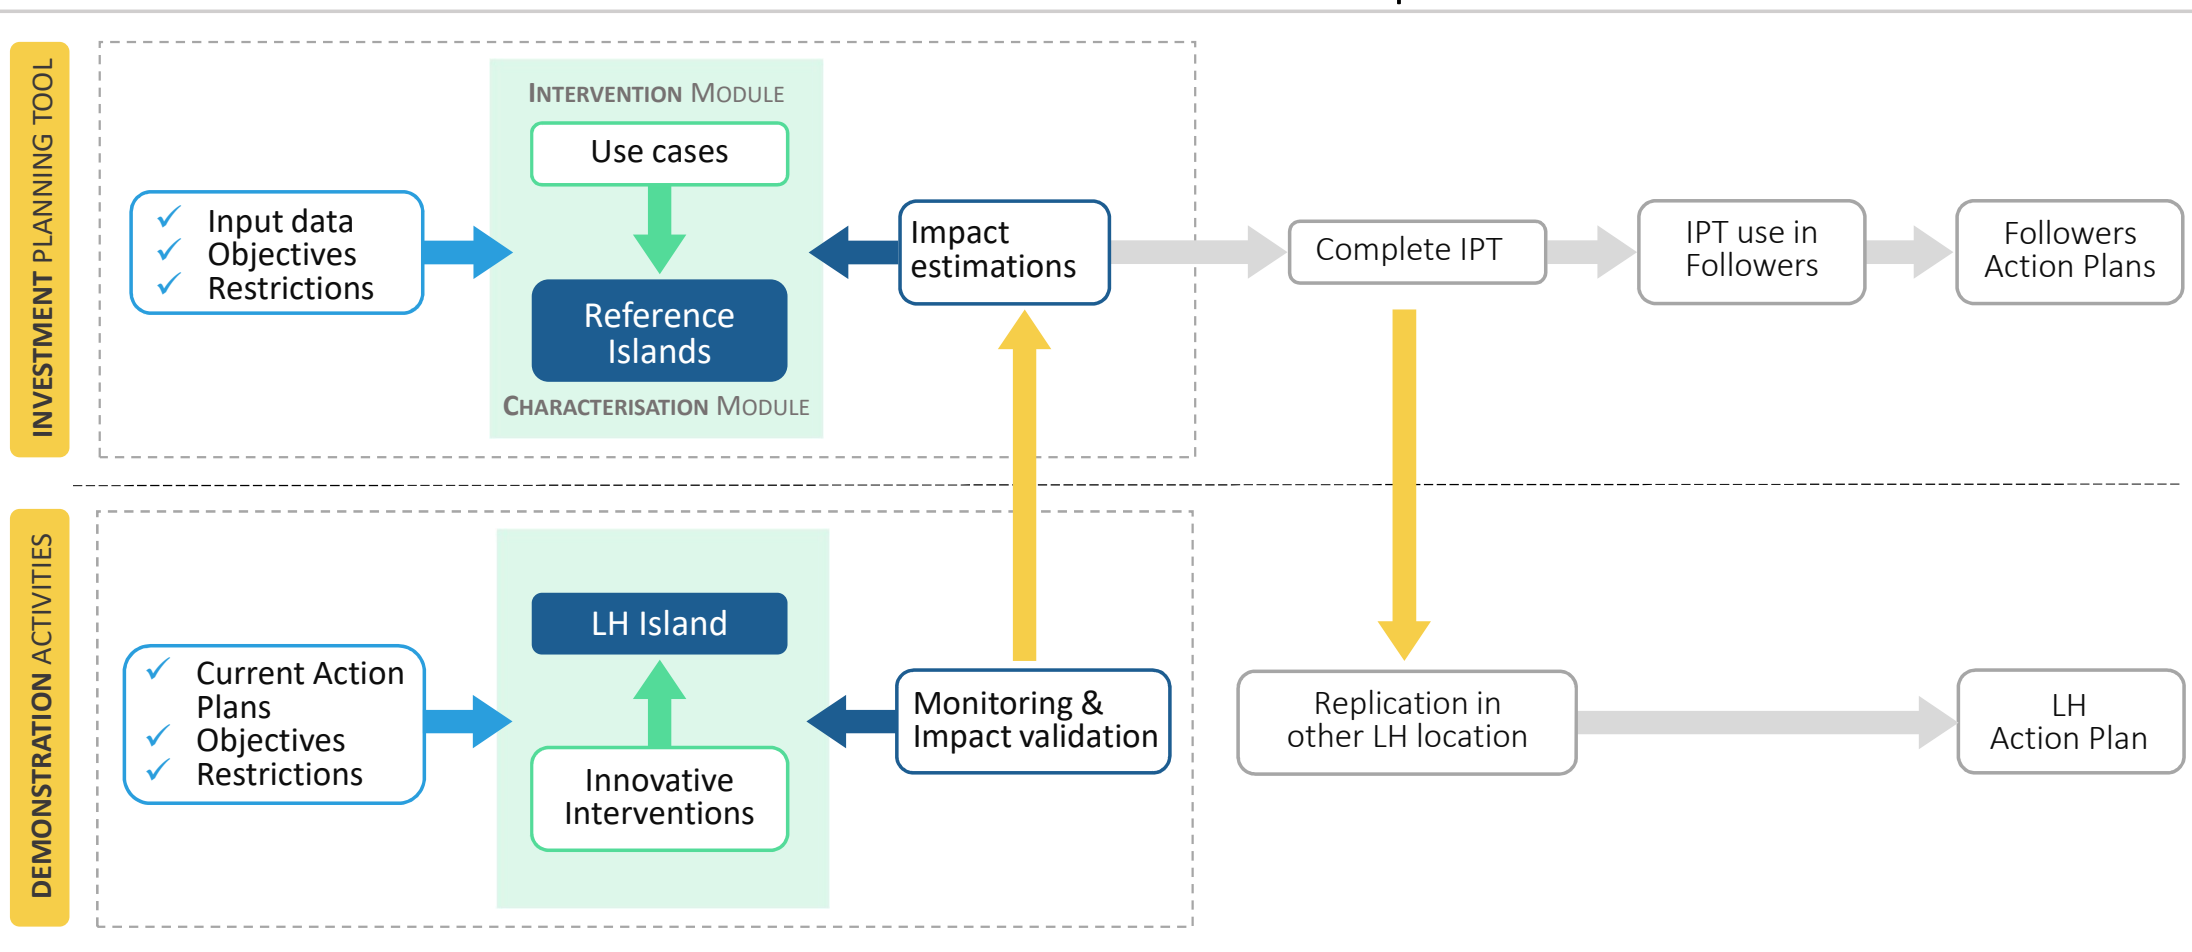 INVESTMENT PLANNING TOOL
INTERVENTION MODULE
Use cases
Input data
Objectives
Restrictions
Reference
Islands
CHARACTERISATION MODULE
Impact
estimations
Complete IPT
IPT use in
Followers
Followers
Action Plans
DEMONSTRATION ACTIVITIES
Current Action
Plans
Objectives
Restrictions
LH Island
Innovative
Interventions
Monitoring &
Impact validation
Replication in
other LH location
LH
Action Plan